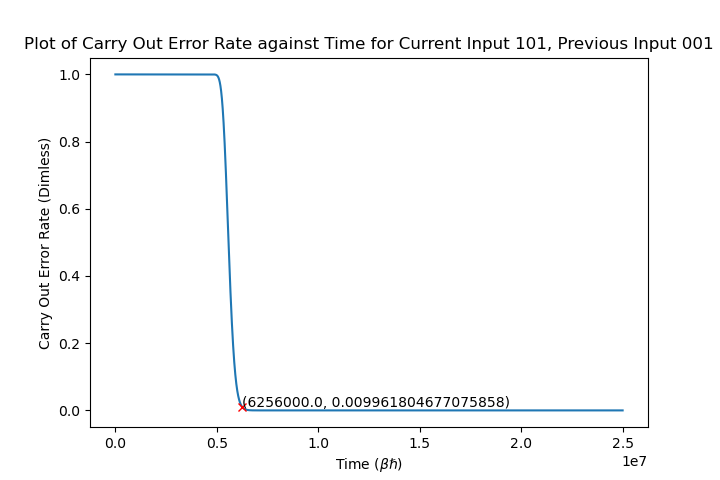 Plot of Carry Out Error Rate against Time for Current Input 101, Previous Input 001
Carry Out Error Rate (Dimless)
1.0
0.8
0.6
0.4
0.2
0.0
(6256000.0, 0.009961804677075858)
0.0 0.5 1.0 1.5 2.0 2.5
1e7
Time (βℏ)